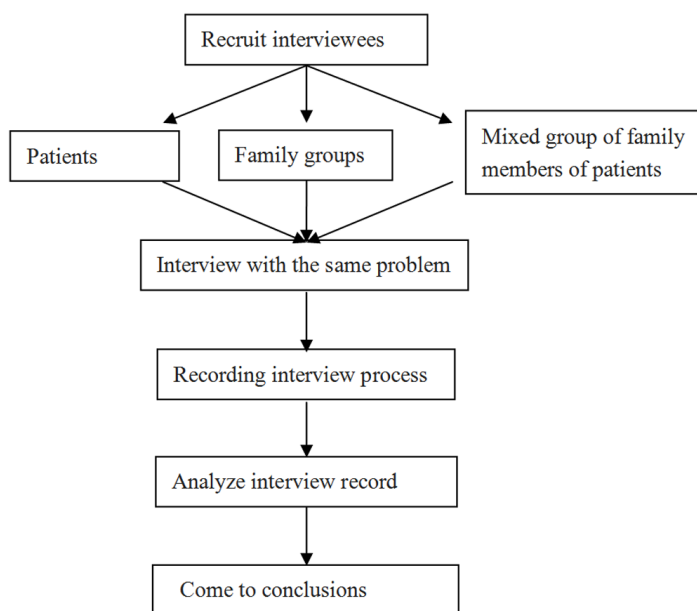 Recruit interviewees
Patients
Family groups
Mixed group of family
members of patients
Interview with the same problem
Recording interview process
Analyze interview record
Come to conclusions